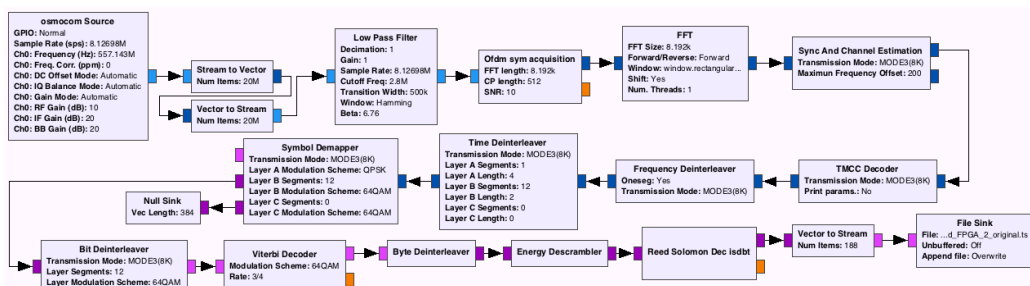 osmocom Source
GPIO: Normal
Sample Rate (sps): 8.12698M
Ch0: Frequency (Hz): 557.143M
Ch0: Freq. Corr. (ppm): 0
Ch0: DC Offset Mode: Automatic
Ch0: IQ Balance Mode: Automatic
Ch0: Gain Mode: Automatic
Ch0: RF Gain (dB): 10
Ch0: IF Gain (dB): 20
Ch0: BB Gain (dB): 20
Stream to Vector
Num Items: 20M
Vector to Stream
Num Items: 20M
Low Pass Filter
Decimation: 1
Gain: 1
Sample Rate: 8.12698M
Cutoff Freq: 2.8M
Transition Width: 500k
Window: Hamming
Beta: 6.76
Ofdm sym acquisition
FFT length: 8.192k
CP length: 512
SNR: 10
FFT
FFT Size: 8.192k
Forward/Reverse: Forward
Window: window.rectangular...
Shift: Yes
Num. Threads: 1
Sync And Channel Estimation
Transmission Mode: MODE3(8K)
Maximun Frequency Offset: 200
Symbol Demapper
Transmission Mode: MODE3(8K)
Layer A Modulation Scheme: QPSK
Layer B Segments: 12
Layer B Modulation Scheme: 64QAM
Layer C Segments: 0
Layer C Modulation Scheme: 64QAM
Time Deinterleaver
Transmission Mode: MODE3(8K)
Layer A Segments: 1
Layer A Length: 4
Layer B Segments: 12
Layer B Length: 2
Layer C Segments: 0
Layer C Length: 0
Frequency Deinterleaver
Oneseg: Yes
Transmission Mode: MODE3(8K)
TMCC Decoder
Transmission Mode: MODE3(8K)
Print params.: No
Null Sink
Vec Length: 384
Bit Deinterleaver
Transmission Mode: MODE3(8K)
Layer Segments: 12
Layer Modulation Scheme: 64QAM
Viterbi Decoder
Modulation Scheme: 64QAM
Rate: 3/4
Byte Deinterleaver
Energy Descrambler
Reed Solomon Dec isdbt
Vector to Stream
Num Items: 188
File Sink
File: ...d_FPGA_2_original.ts
Unbuffered: Off
Append file: Overwrite